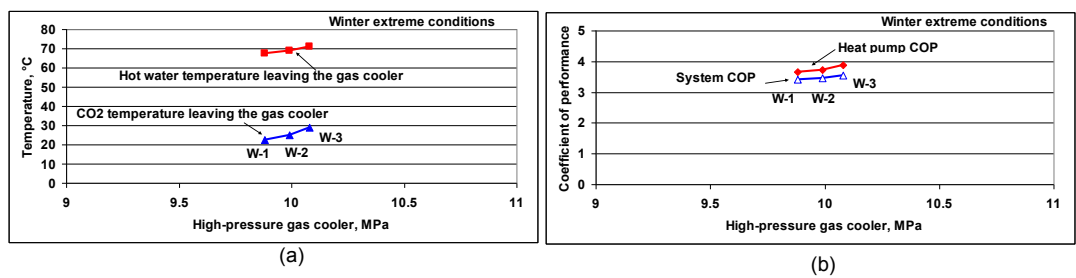 Winter extreme conditions
80
70
60
50
40
30
20
10
0
Temperature, °C
Hot water temperature leaving the gas cooler
CO2 temperature leaving the gas cooler
W-1
W-2
W-3
9
9.5
10
10.5
11
High-pressure gas cooler, MPa
(a)
Winter extreme conditions
5
4
3
2
1
0
Coefficient of performance
Heat pump COP
System COP
W-1
W-2
W-3
9
9.5
10
10.5
11
High-pressure gas cooler, MPa
(b)